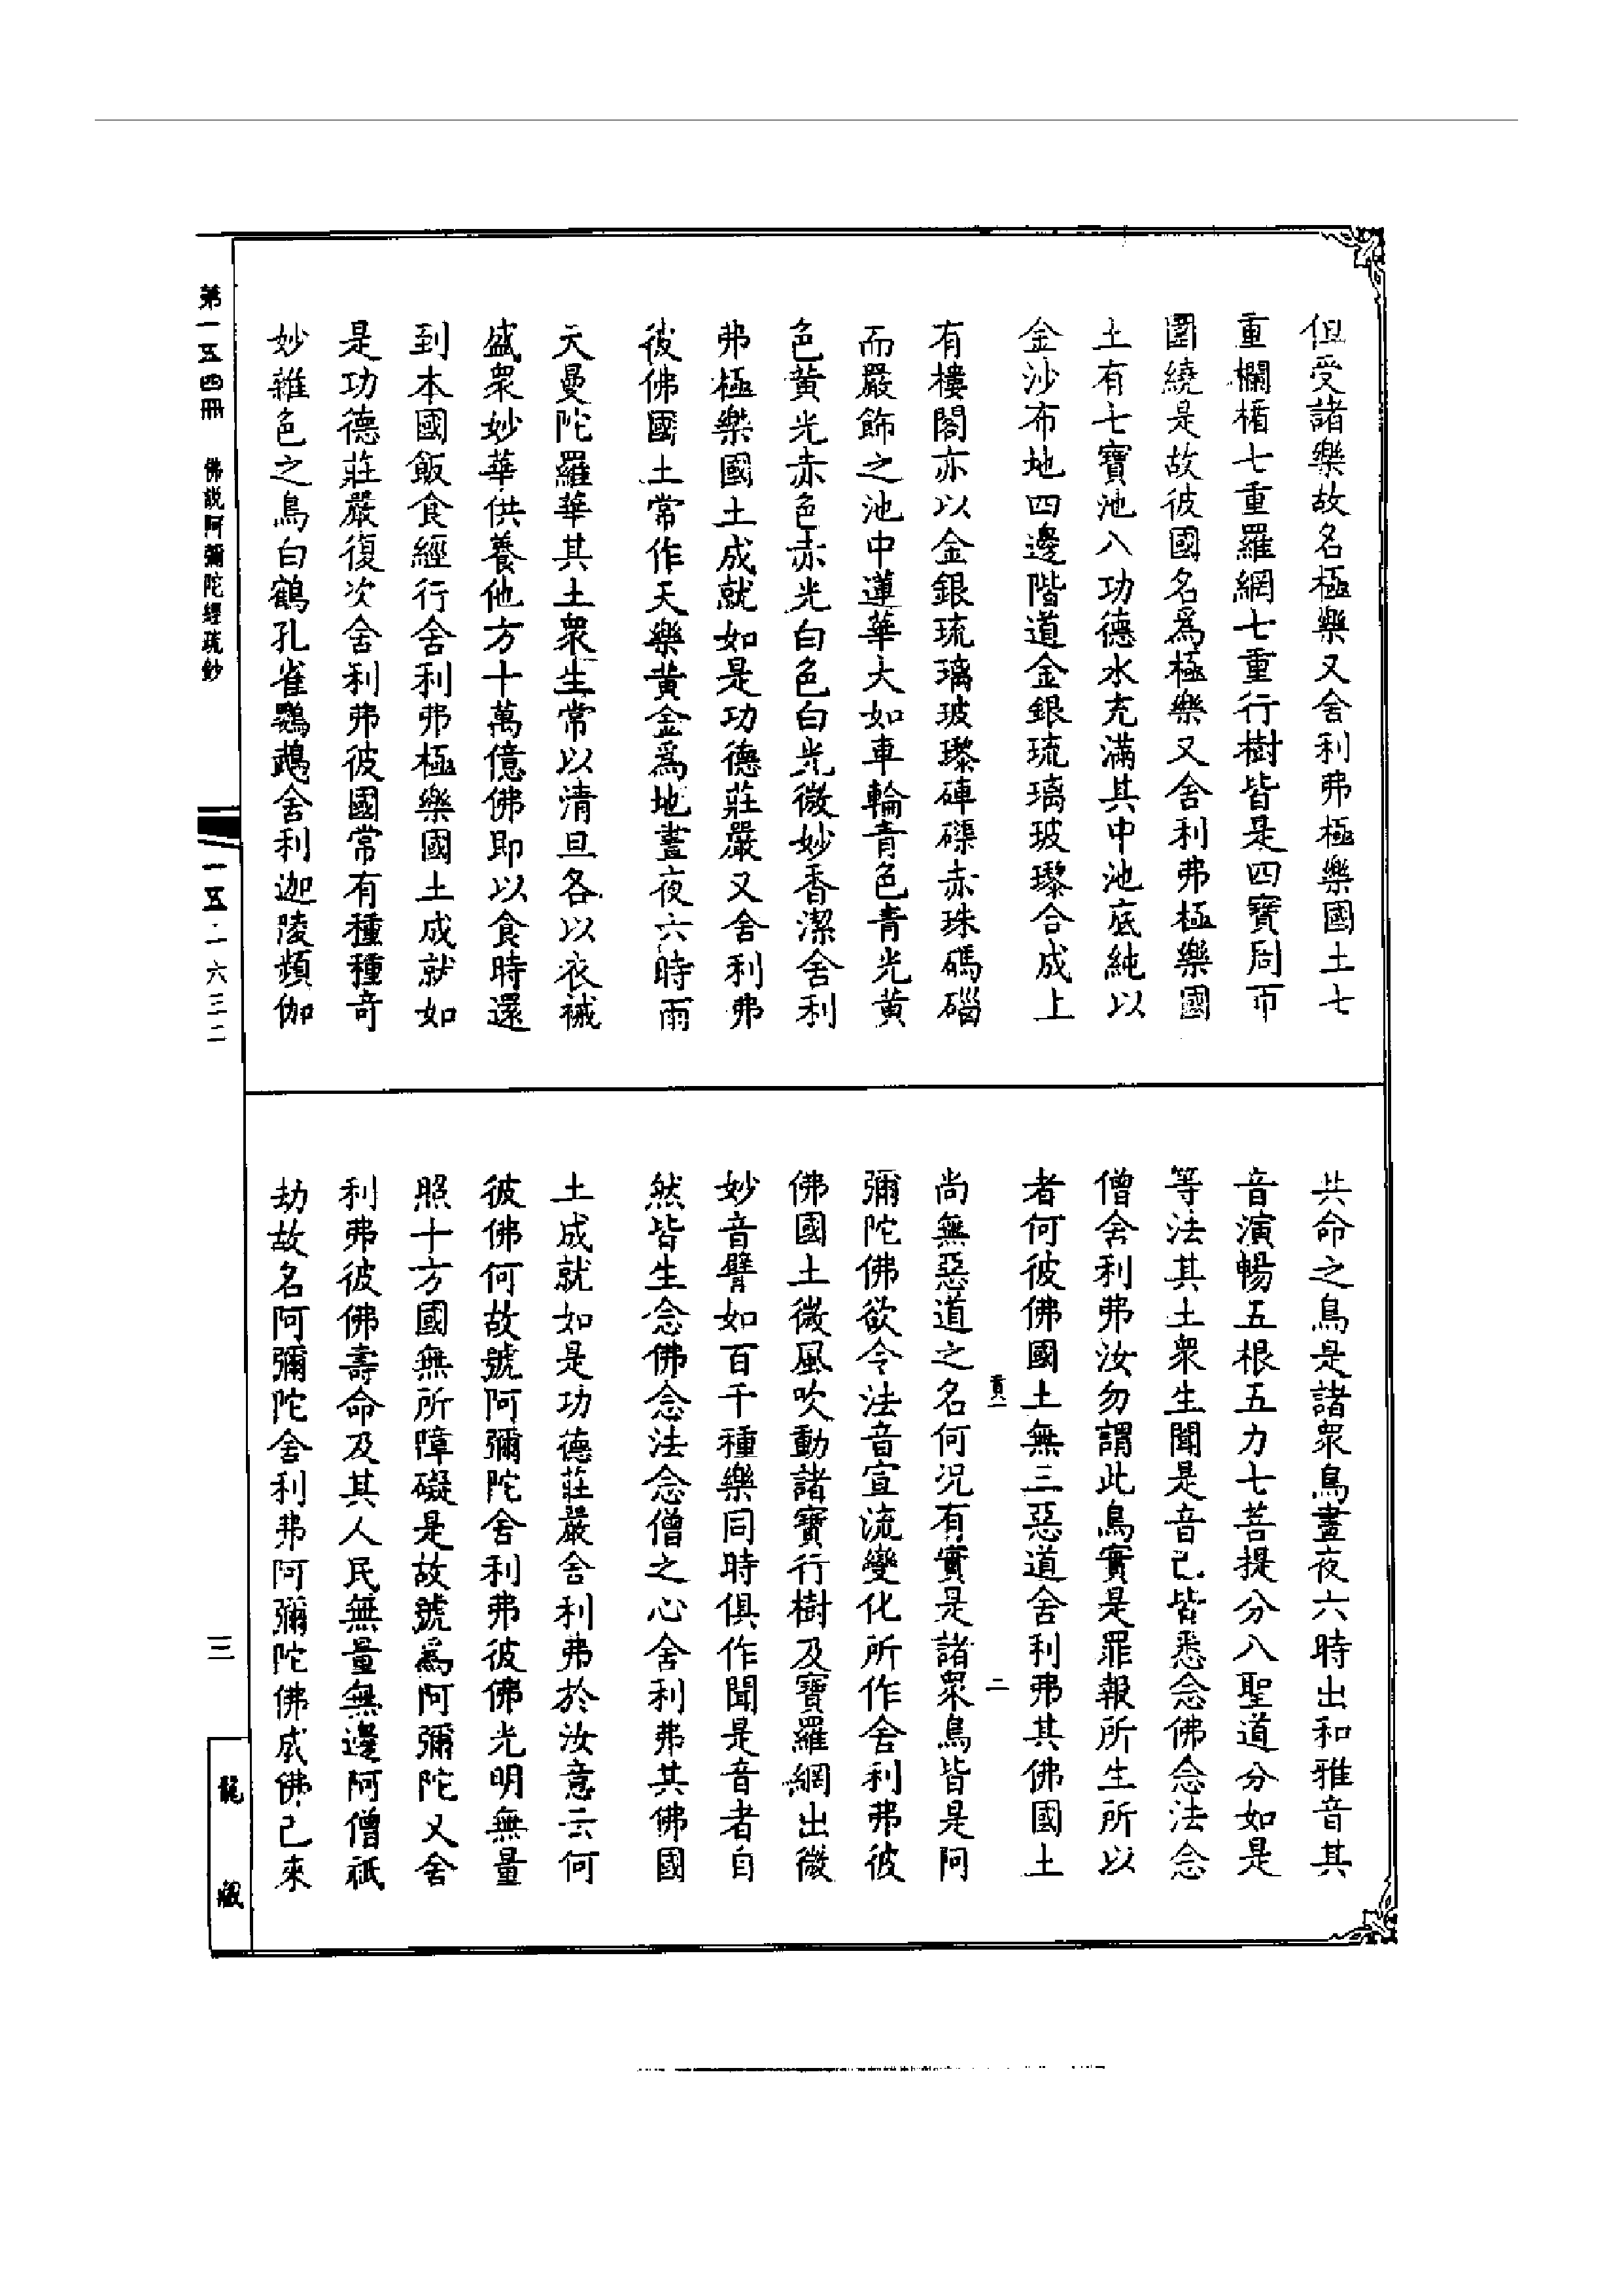 但受諸樂故名極樂又舍利弗極樂國土七
重欄楯七重羅網七重行樹皆是四寶周帀
圍繞是故彼國名爲極樂又舍利弗極樂國
土有七寶池八功德水充滿其中池底純以
金沙布地四邊階道金銀琉璃玻瓈合成上
有樓閣亦以金銀琉璃玻瓈硨磲赤珠碼碯
而嚴飾之池中蓮華大如車輪青色青光黃
色黃光赤色赤光白色白光微妙香潔舍利
弗極樂國土成就如是功德莊嚴又舍利弗
彼佛國土常作天樂黃金爲地晝夜六時雨
天曼陀羅華其土眾生常以清旦各以衣裓
盛眾妙華供養他方十萬億佛即以食時還
到本國飯食經行舍利弗極樂國土成就如
是功德莊嚴復次舍利弗彼國常有種種奇
妙雜色之鳥白鶴孔雀鸚鵡舍利迦陵頻伽
共命之鳥是諸眾鳥晝夜六時出和雅音其
音演暢五根五力七菩提分八聖道分如是
等法其土眾生聞是音已皆悉念佛念法念
僧舍利弗汝勿謂此鳥實是罪報所生所以
者何彼佛國土無三惡道舍利弗其佛國土
尚無惡道之名何況有實是諸眾鳥皆是阿
彌陀佛欲令法音宣流變化所作舍利弗彼
佛國土微風吹動諸寶行樹及寶羅網出微
妙音譬如百千種樂同時俱作聞是音者自
然皆生念佛念法念僧之心舍利弗其佛國
土成就如是功德莊嚴舍利弗於汝意云何
彼佛何故號阿彌陀舍利弗彼佛光明無量
照十方國無所障礙是故號爲阿彌陀又舍
利弗彼佛壽命及其人民無量無邊阿僧祇
劫故名阿彌陀舍利弗阿彌陀佛成佛已來
二
第一五四冊 佛說阿彌陀經疏鈔
一五·二六三二
三
龍藏